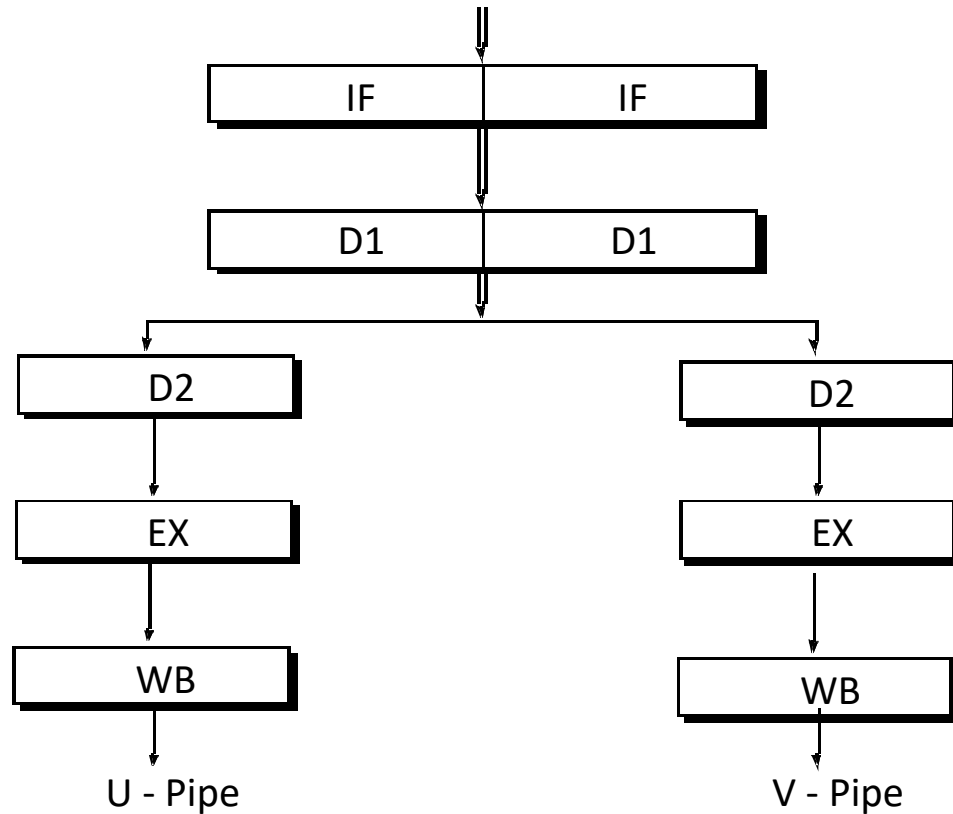 IF IF
D1 D1
D2 D2
EX EX
WB WB
U - Pipe V - Pipe